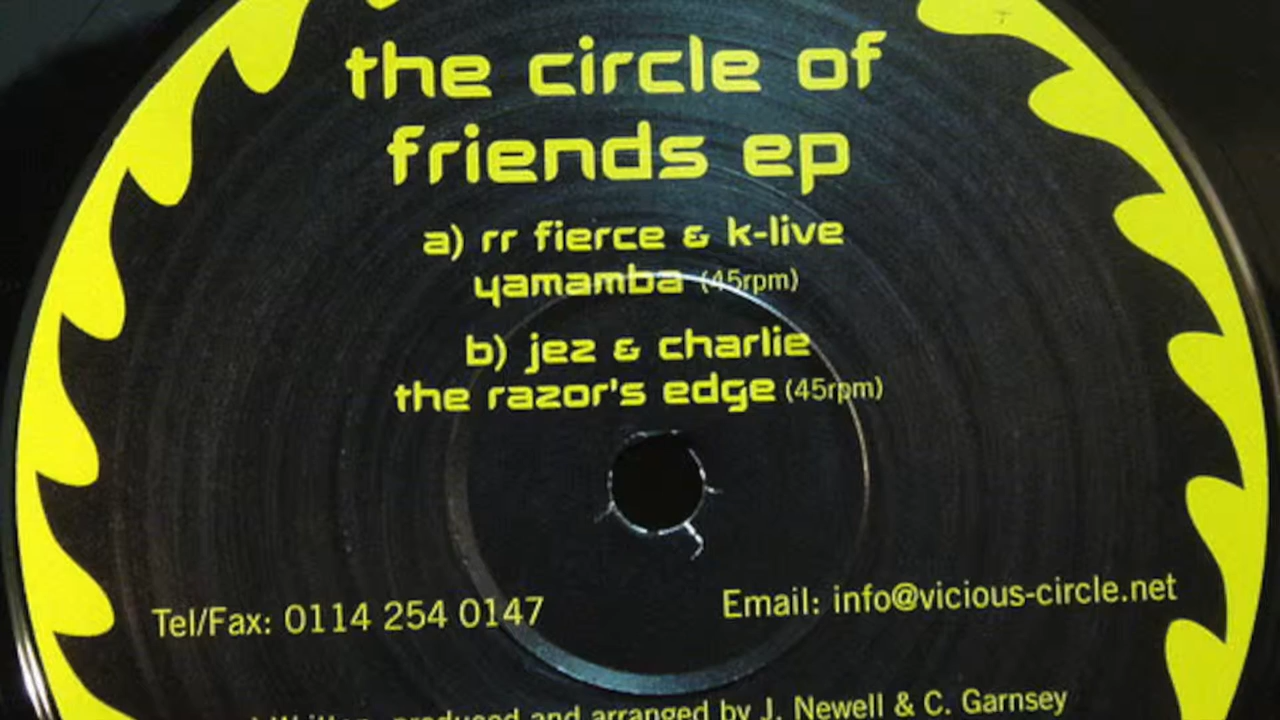 the circle of
friends ep
a) rr fierce & k-live
yamamba (45rpm)
b) jez & charlie
the razor's edge (45rpm)
Tel/Fax: 0114 254 0147
Email: info@vicious-circle.net
Written, produced and arranged by J. Newell & C. Garnsey